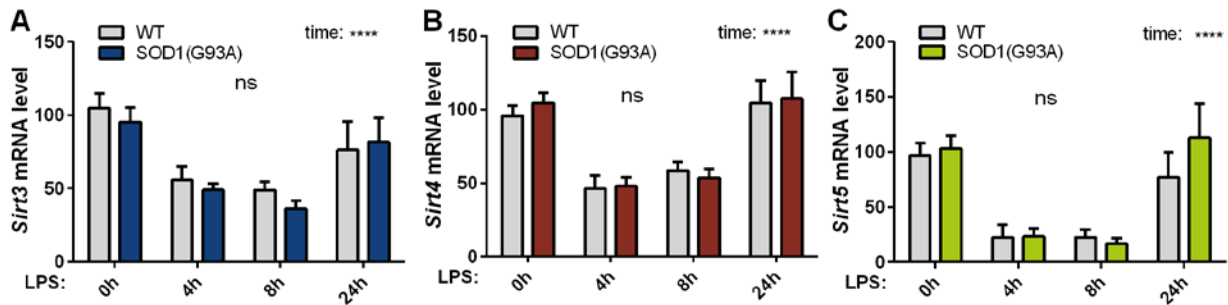 A
WT
SOD1(G93A)
time: ****
ns
Sirt3 mRNA level
150
100
50
0
LPS:
0h
4h
8h
24h
B
WT
SOD1(G93A)
time: ****
ns
Sirt4 mRNA level
150
100
50
0
LPS:
0h
4h
8h
24h
C
WT
SOD1(G93A)
time: ****
ns
Sirt5 mRNA level
200
150
100
50
0
LPS:
0h
4h
8h
24h